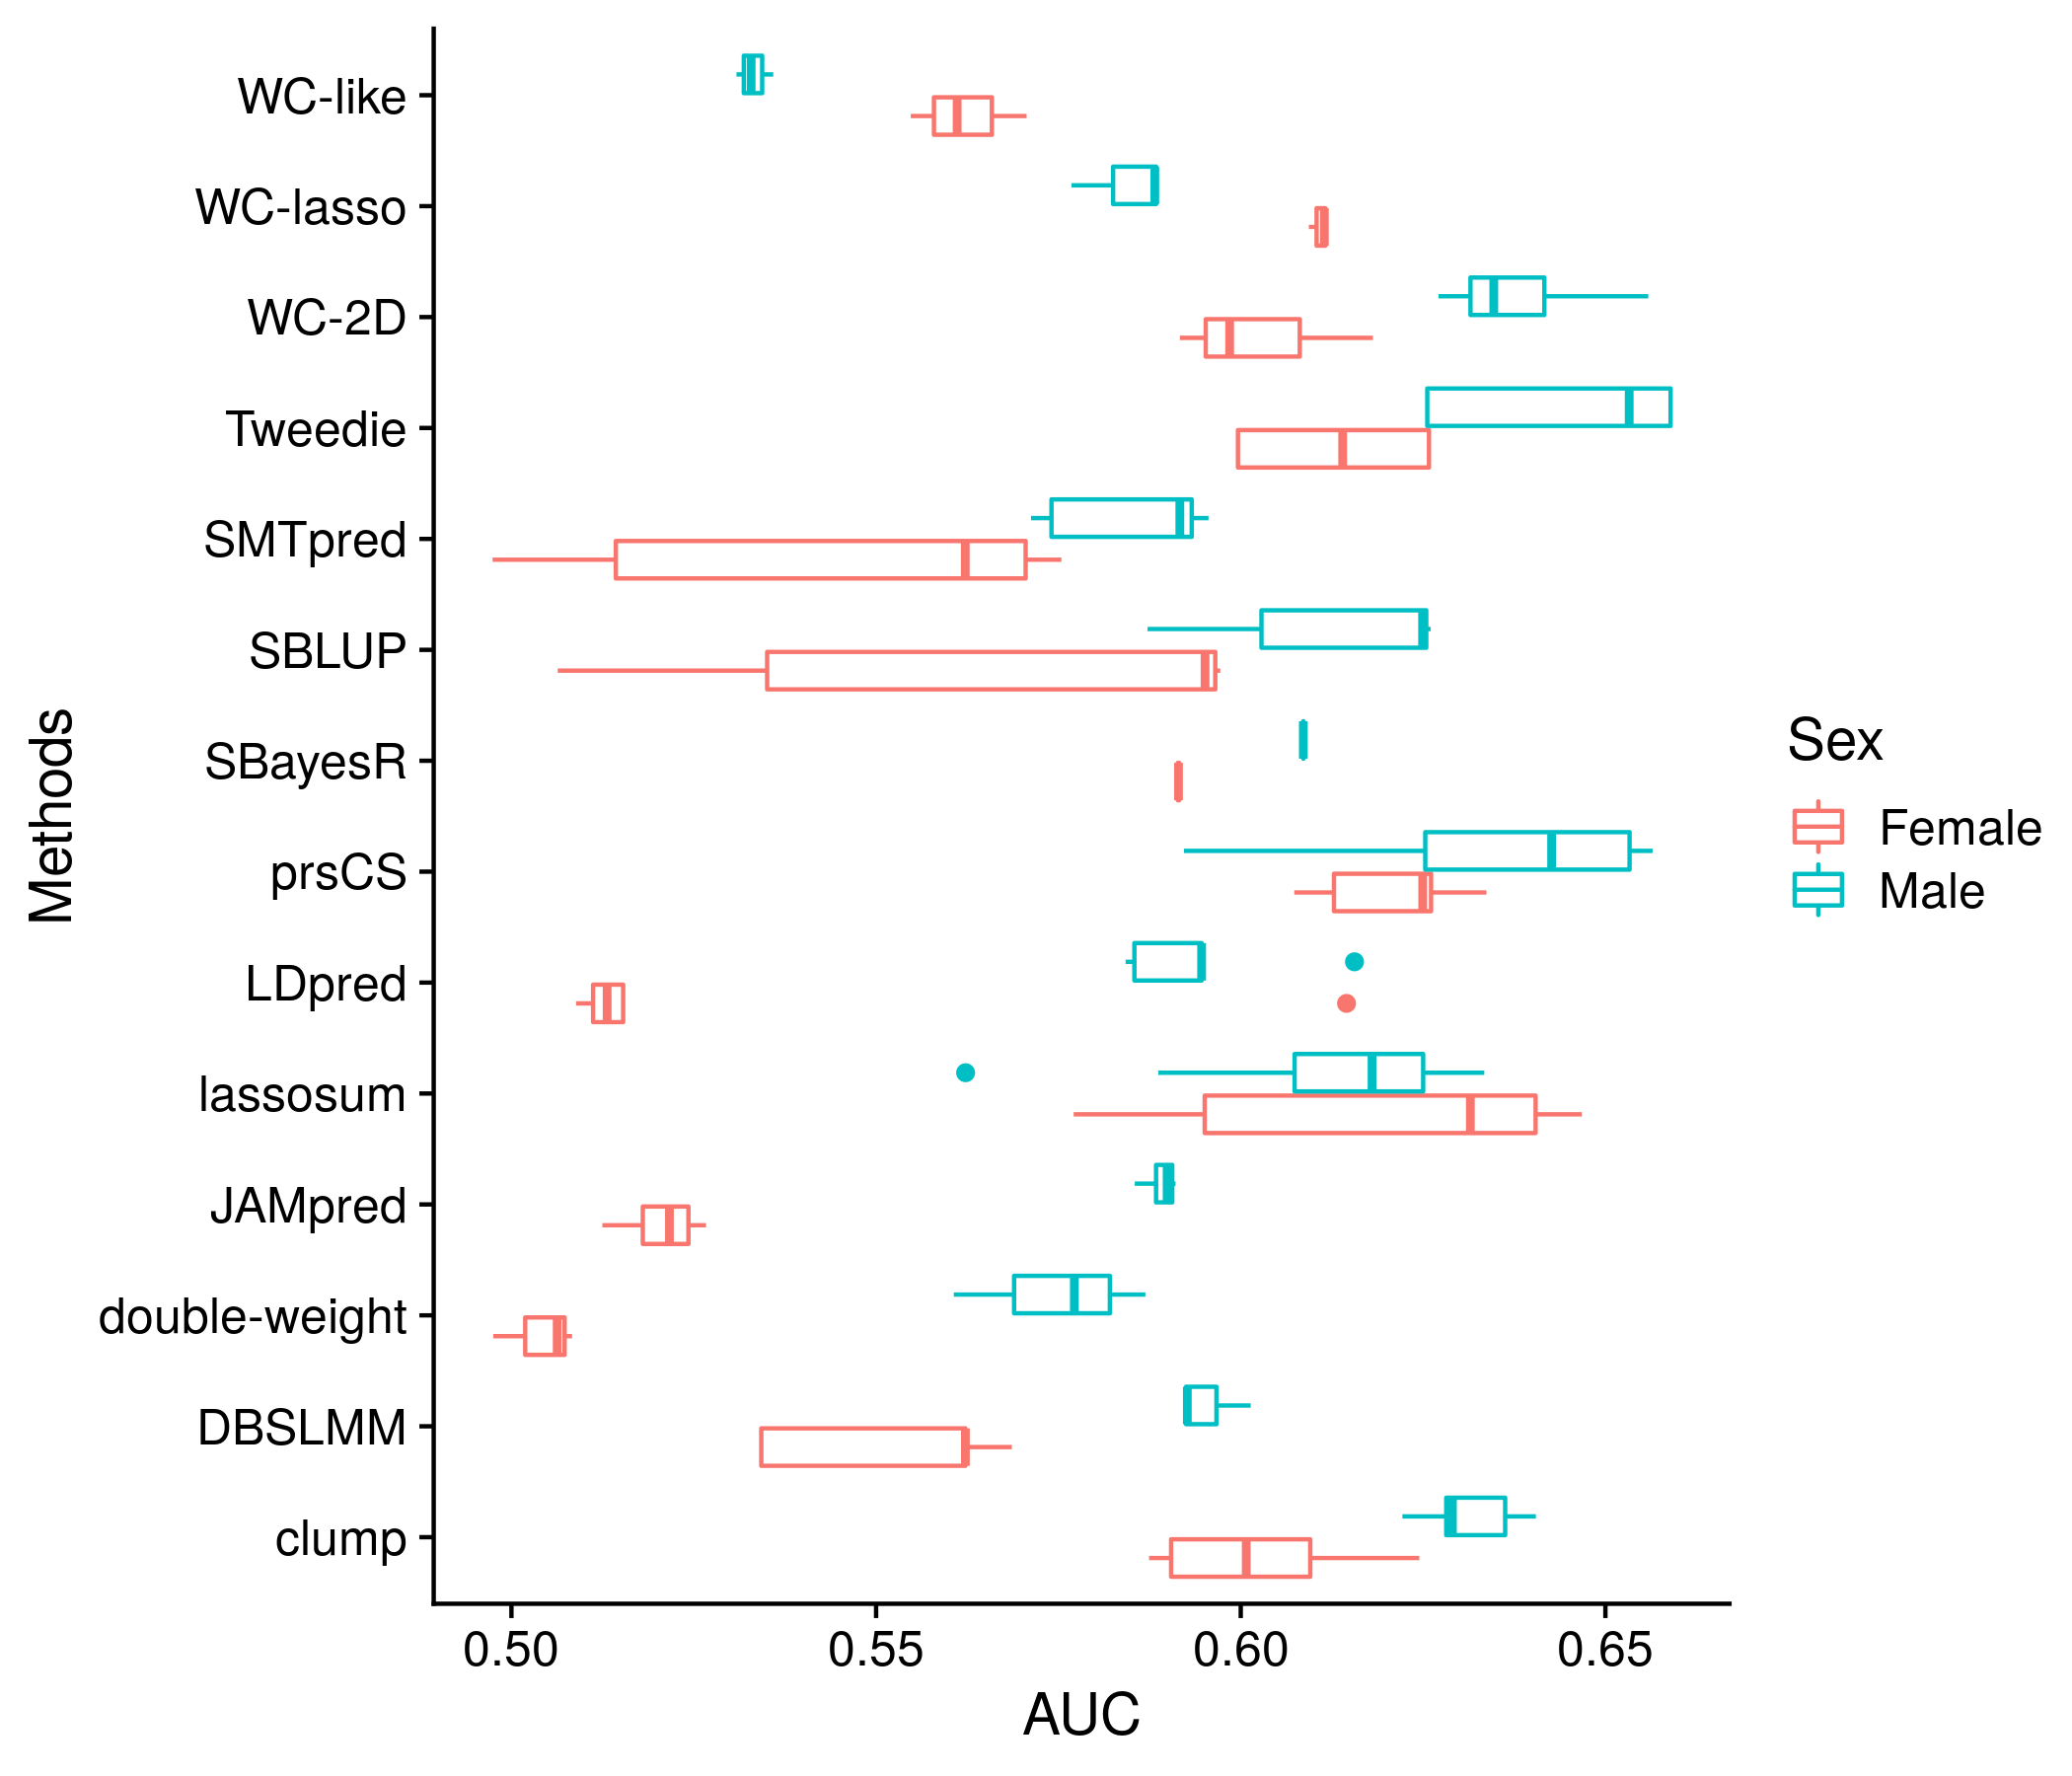 WC-like
WC-lasso
WC-2D
Tweedie
SMTpred
SBLUP
SBayesR
prsCS
LDpred
lassosum
JAMpred
double-weight
DBSLMM
clump
Methods
0.50 0.55 0.60 0.65
AUC
Sex
Female
Male